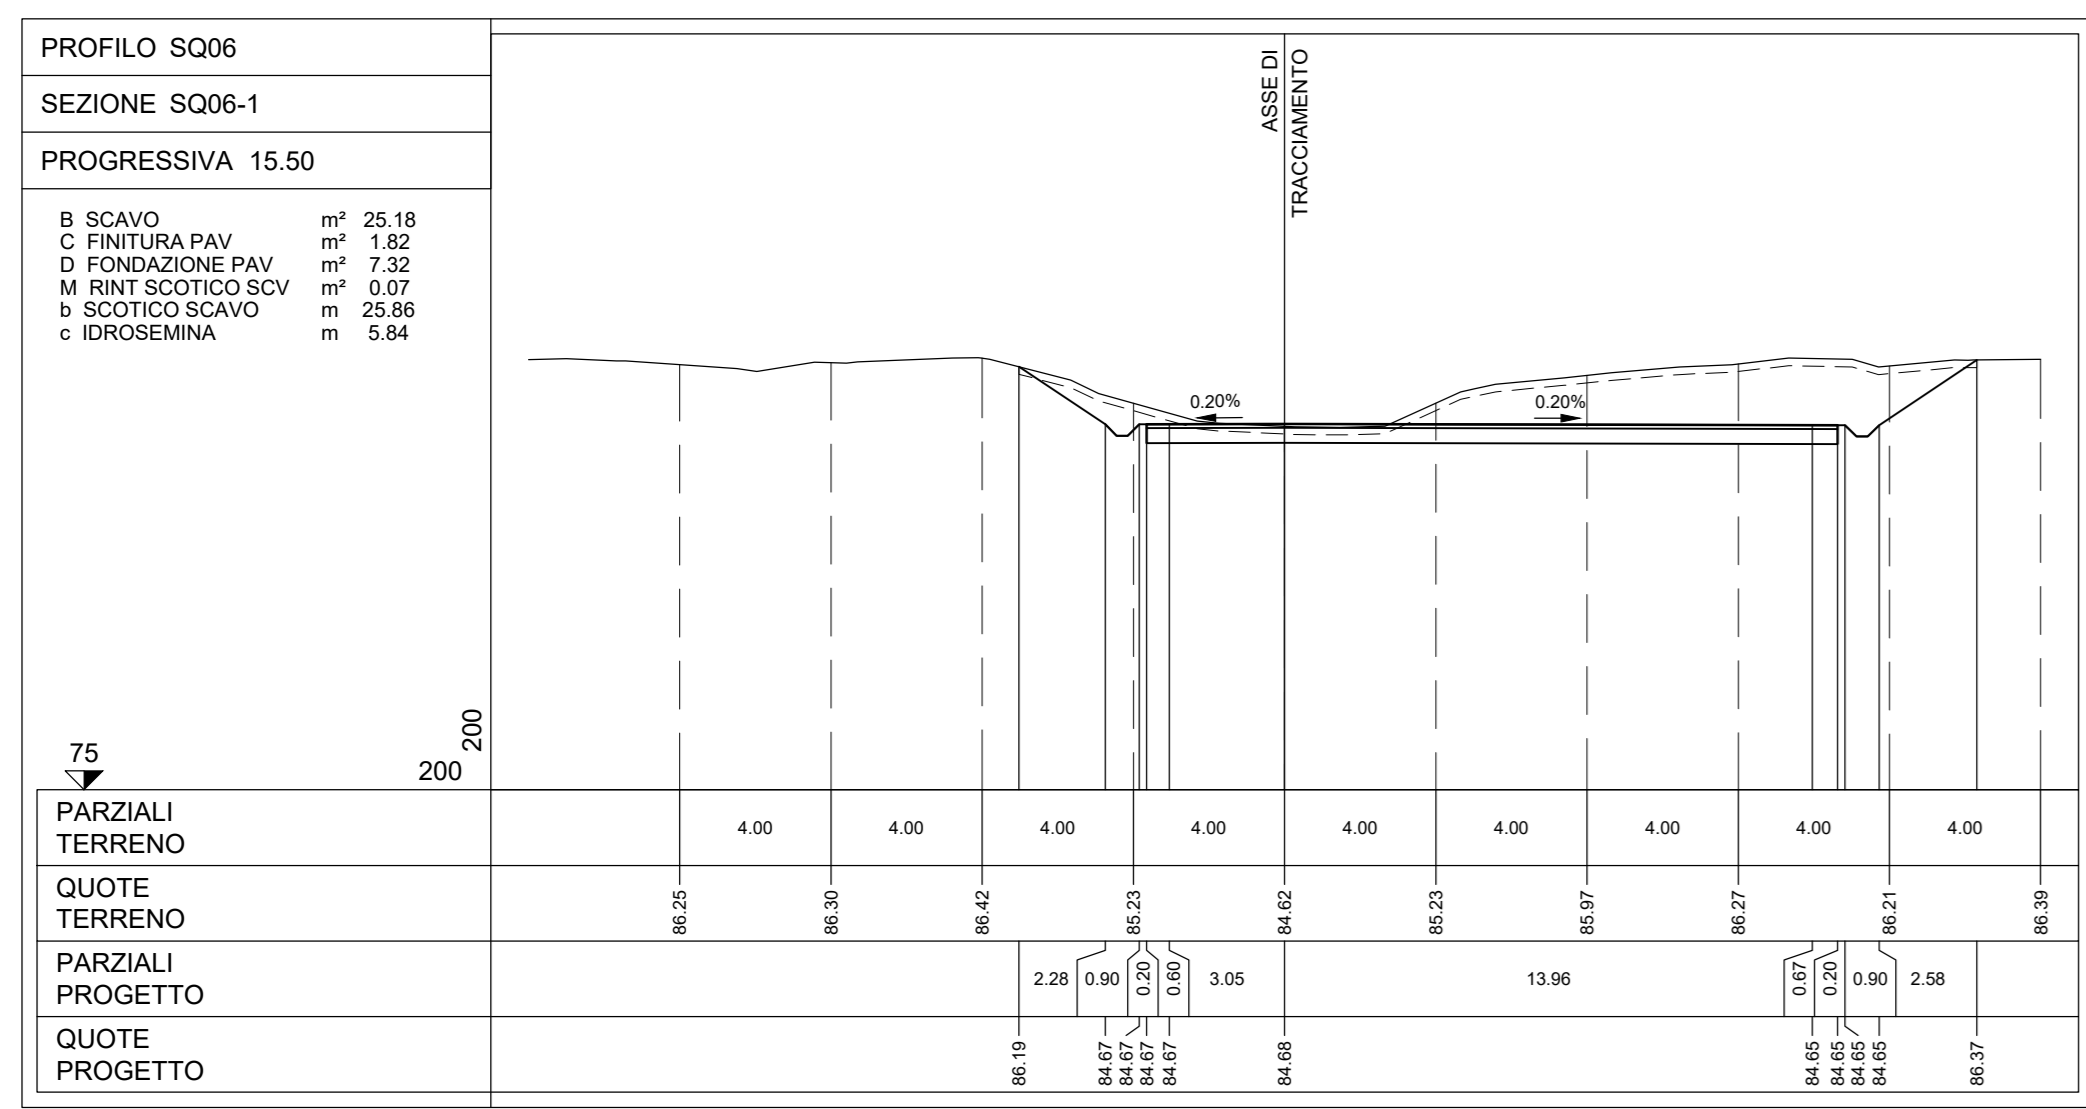 PROFILO SQ06
SEZIONE SQ06-1
PROGRESSIVA 15.50
B SCAVO m² 25.18
C FINITURA PAV m² 1.82
D FONDAZIONE PAV m² 7.32
M RINT SCOTICO SCV m² 0.07
b SCOTICO SCAVO m 25.86
c IDROSEMINA m 5.84
ASSE DI
TRACCIAMENTO
0.20% 0.20%
75
200
200
PARZIALI
TERRENO
4.00 4.00 4.00 4.00 4.00 4.00 4.00 4.00 4.00
QUOTE
TERRENO
86.25 86.30 86.42 85.23 84.62 85.23 85.97 86.27 86.21 86.39
PARZIALI
PROGETTO
2.28 0.90 0.20 0.60 3.05 13.96 0.67 0.20 0.90 2.58
QUOTE
PROGETTO
86.19 84.67 84.67 84.67 84.67 84.68 84.65 84.65 84.65 84.65 86.37